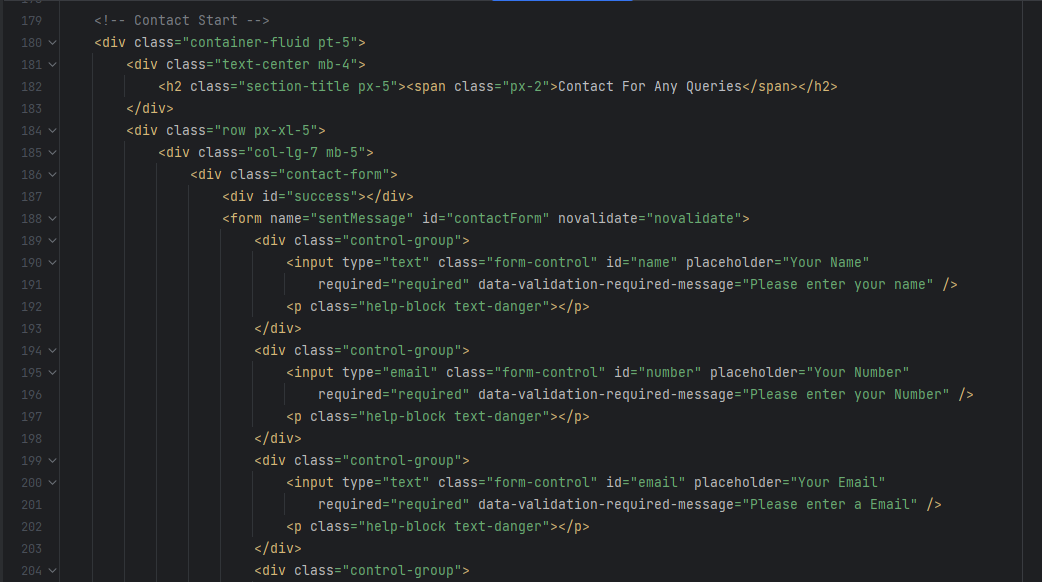 179 <!-- Contact Start -->
180 <div class="container-fluid pt-5">
181 <div class="text-center mb-4">
182 <h2 class="section-title px-5"><span class="px-2">Contact For Any Queries</span></h2>
183 </div>
184 <div class="row px-xl-5">
185 <div class="col-lg-7 mb-5">
186 <div class="contact-form">
187 <div id="success"></div>
188 <form name="sentMessage" id="contactForm" novalidate="novalidate">
189 <div class="control-group">
190 <input type="text" class="form-control" id="name" placeholder="Your Name"
191 required="required" data-validation-required-message="Please enter your name" />
192 <p class="help-block text-danger"></p>
193 </div>
194 <div class="control-group">
195 <input type="email" class="form-control" id="number" placeholder="Your Number"
196 required="required" data-validation-required-message="Please enter your Number" />
197 <p class="help-block text-danger"></p>
198 </div>
199 <div class="control-group">
200 <input type="text" class="form-control" id="email" placeholder="Your Email"
201 required="required" data-validation-required-message="Please enter a Email" />
202 <p class="help-block text-danger"></p>
203 </div>
204 <div class="control-group">